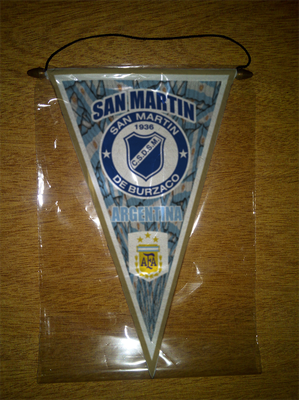 SAN MARTIN
SAN MARTIN
1936
C.S.D.S.M.
DE BURZACO
ARGENTINA
AFA